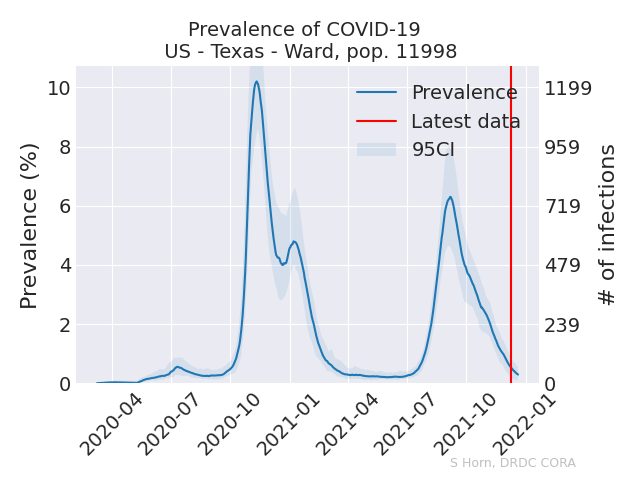 Prevalence of COVID-19
US - Texas - Ward, pop. 11998
Prevalence (%)
10
8
6
4
2
0
Prevalence
Latest data
95CI
1199
959
719
479
239
0
# of infections
2020-04
2020-07
2020-10
2021-01
2021-04
2021-07
2021-10
2022-01
S Horn, DRDC CORA